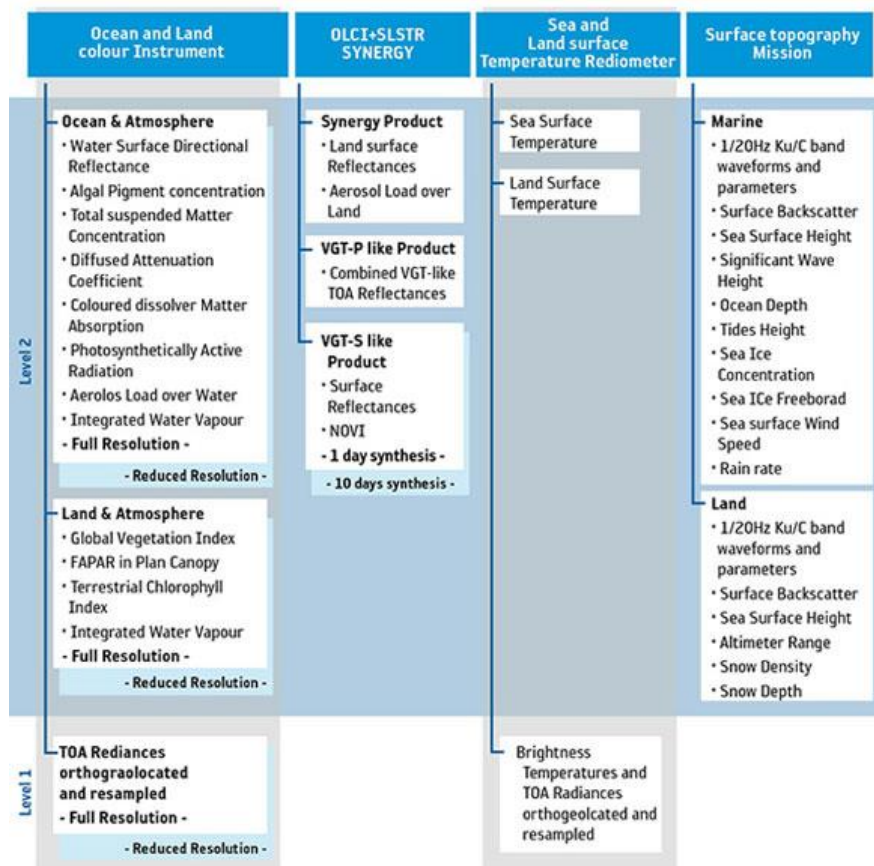 Ocean and Land
colour Instrument
OLCI+SLSTR
SYNERGY
Sea and
Land surface
Temperature Rediometer
Surface topography
Mission
Level 2
Ocean & Atmosphere
• Water Surface Directional
Reflectance
• Algal Pigment concentration
• Total suspended Matter
Concentration
• Diffused Attenuation
Coefficient
• Coloured dissolver Matter
Absorption
• Photosynthetically Active
Radiation
• Aerolos Load over Water
• Integrated Water Vapour
- Full Resolution -
- Reduced Resolution -
Land & Atmosphere
• Global Vegetation Index
• FAPAR in Plan Canopy
• Terrestrial Chlorophyll
Index
• Integrated Water Vapour
- Full Resolution -
- Reduced Resolution -
Synergy Product
• Land surface
Reflectances
• Aerosol Load over
Land
VGT-P like Product
• Combined VGT-like
TOA Reflectances
VGT-S like
Product
• Surface
Reflectances
• NOVI
- 1 day synthesis -
- 10 days synthesis -
Sea Surface
Temperature
Land Surface
Temperature
Marine
• 1/20Hz Ku/C band
waveforms and
parameters
• Surface Backscatter
• Sea Surface Height
• Significant Wave
Height
• Ocean Depth
• Tides Height
• Sea Ice
Concentration
• Sea ICe Freeborad
• Sea surface Wind
Speed
• Rain rate
Land
• 1/20Hz Ku/C band
waveforms and
parameters
• Surface Backscatter
• Sea Surface Height
• Altimeter Range
• Snow Density
• Snow Depth
Level 1
TOA Rediances
orthograolocated
and resampled
- Full Resolution -
- Reduced Resolution -
Brightness
Temperatures and
TOA Radiances
orthogeolcated and
resampled